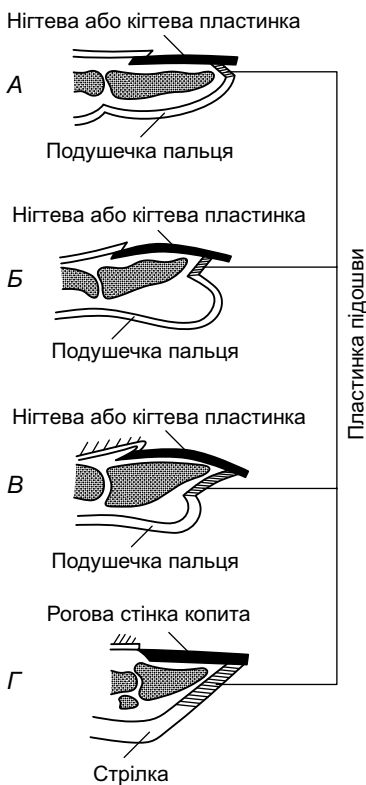 Нігтева або кігтева пластинка
А
Подушечка пальця
Нігтева або кігтева пластинка
Б
Подушечка пальця
Нігтева або кігтева пластинка
В
Подушечка пальця
Рогова стінка копита
Г
Стрілка
Пластинка підошви